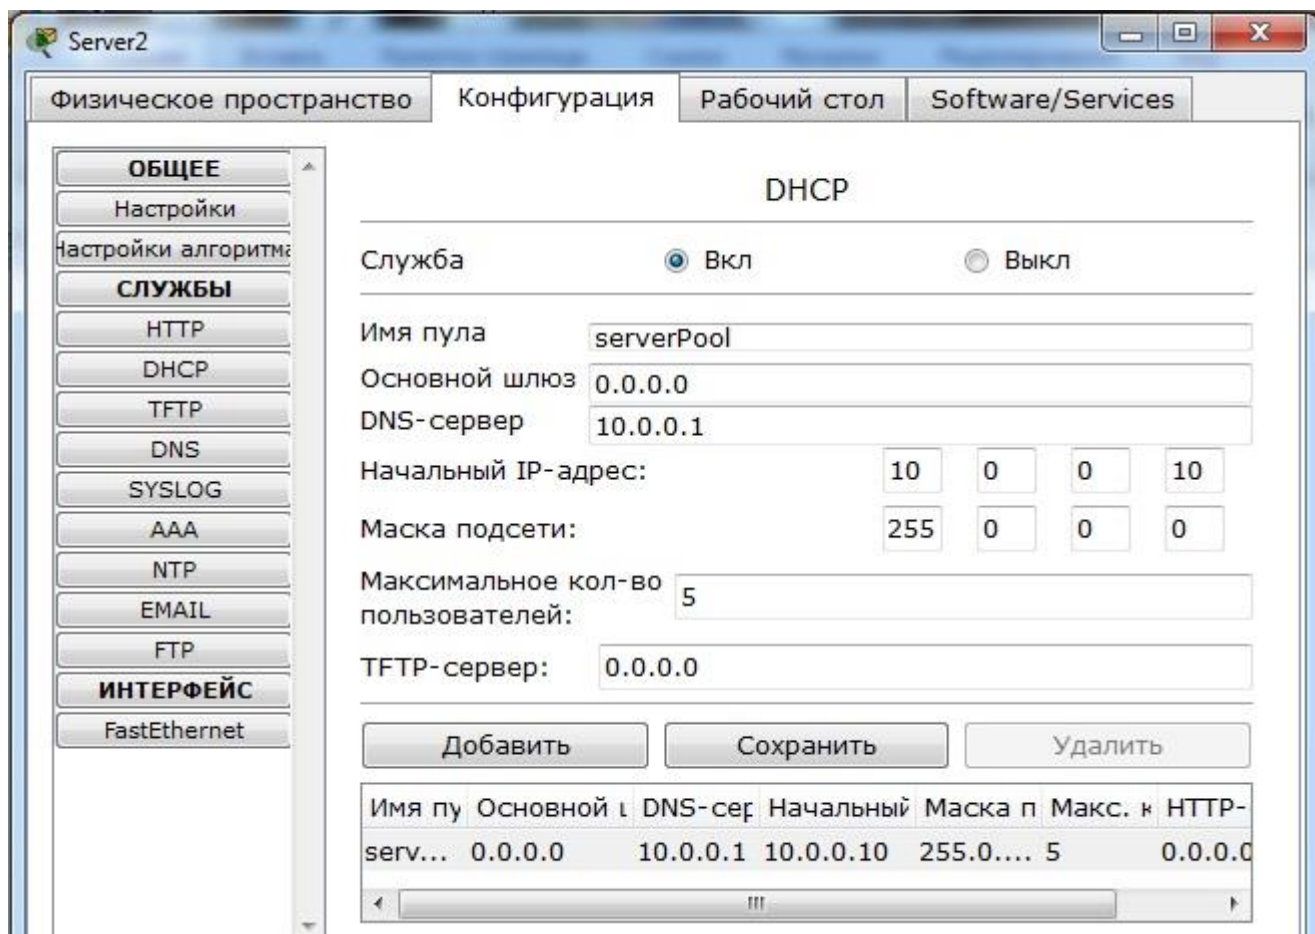 Server2
Физическое пространство Конфигурация Рабочий стол Software/Services
ОБЩЕЕ
Настройки
Настройки алгоритма
СЛУЖБЫ
HTTP
DHCP
TFTP
DNS
SYSLOG
AAA
NTP
EMAIL
FTP
ИНТЕРФЕЙС
FastEthernet
DHCP
Служба Вкл Выкл
Имя пула serverPool
Основной шлюз 0.0.0.0
DNS-сервер 10.0.0.1
Начальный IP-адрес: 10 0 0 10
Маска подсети: 255 0 0 0
Максимальное кол-во
пользователей: 5
TFTP-сервер: 0.0.0.0
Добавить Сохранить Удалить
Имя пу Основной ш DNS-сер Начальный Маска п Макс. к HTTP-
serv... 0.0.0.0 10.0.0.1 10.0.0.10 255.0.... 5 0.0.0.0